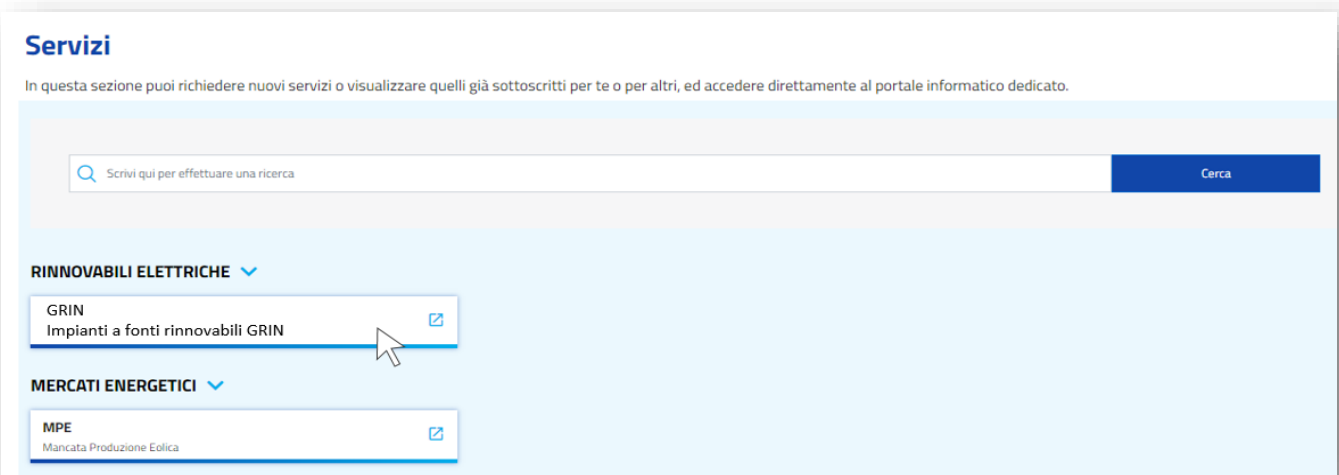 Servizi
In questa sezione puoi richiedere nuovi servizi o visualizzare quelli già sottoscritti per te o per altri, ed accedere direttamente al portale informatico dedicato.
Scrivi qui per effettuare una ricerca
Cerca
RINNOVABILI ELETTRICHE
GRIN
Impianti a fonti rinnovabili GRIN
MERCATI ENERGETICI
MPE
Mancata Produzione Eolica